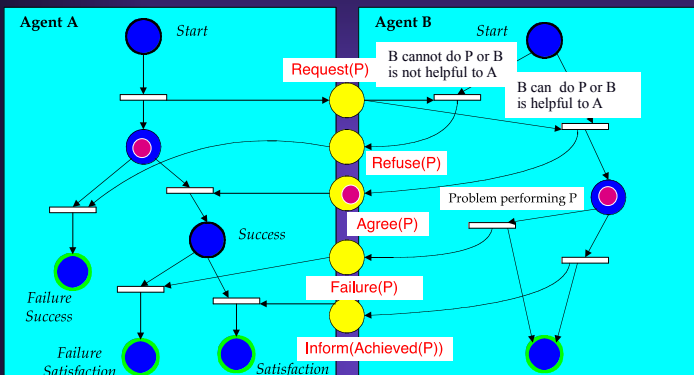 Agent A
Start
Request(P)
Agent B
Start
B cannot do P or B
is not helpful to A
B can do P or B
is helpful to A
Refuse(P)
Agree(P)
Problem performing P
Success
Failure(P)
Failure
Success
Inform(Achieved(P))
Failure
Satisfaction
Satisfaction